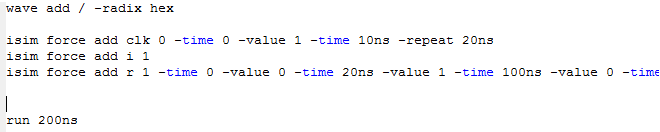 wave add / -radix hex
isim force add clk 0 -time 0 -value 1 -time 10ns -repeat 20ns
isim force add i 1
isim force add r 1 -time 0 -value 0 -time 20ns -value 1 -time 100ns -value 0 -time
run 200ns